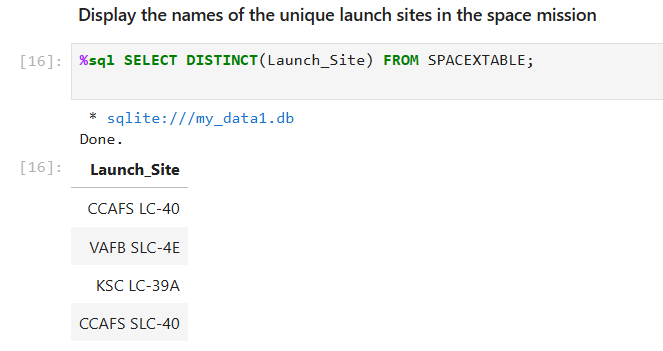 Display the names of the unique launch sites in the space mission
[16]: %sql SELECT DISTINCT(Launch_Site) FROM SPACEXTABLE;
* sqlite:///my_data1.db
Done.
[16]: Launch_Site
CCAFS LC-40
VAFB SLC-4E
KSC LC-39A
CCAFS SLC-40